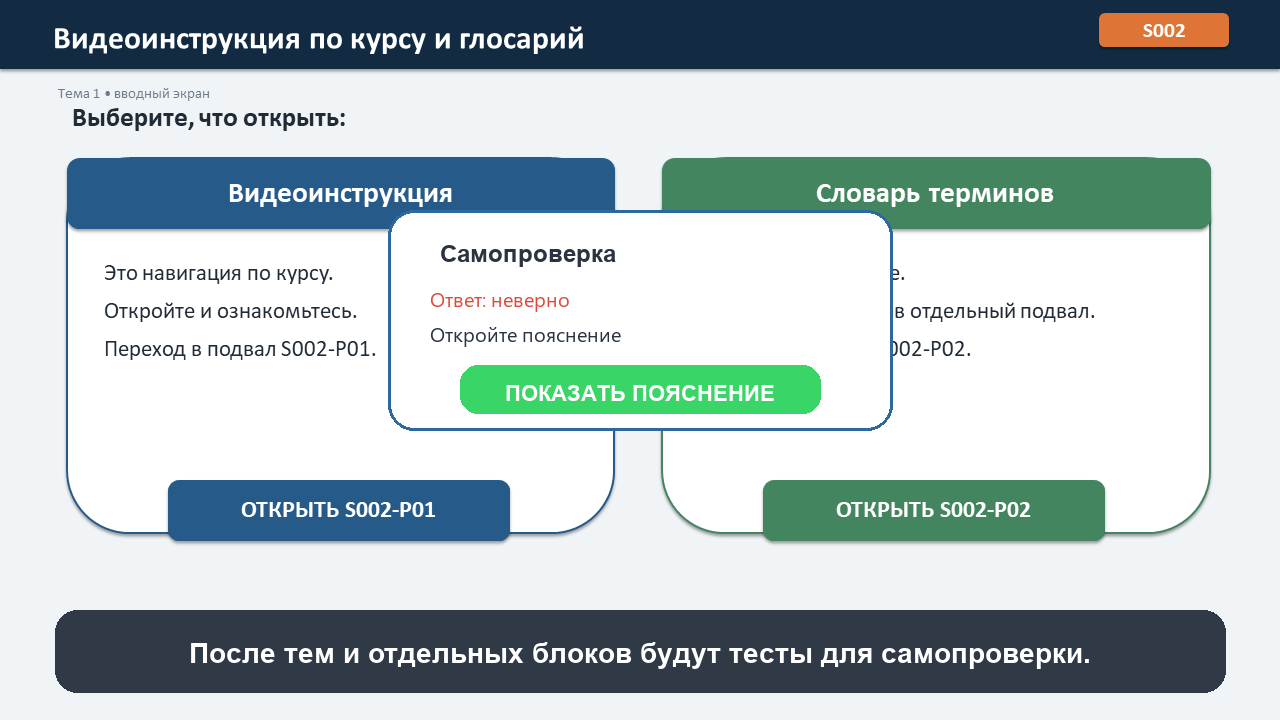 Видеоинструкция по курсу и глосарий
S002
Тема 1 • вводный экран
Выберите, что открыть:
Видеоинструкция
Словарь терминов
Это навигация по курсу.
Откройте и ознакомьтесь.
Переход в подвал S002-P01.
в отдельный подвал.
Самопроверка
Ответ: неверно
Откройте пояснение
ПОКАЗАТЬ ПОЯСНЕНИЕ
ОТКРЫТЬ S002-P01
ОТКРЫТЬ S002-P02
После тем и отдельных блоков будут тесты для самопроверки.